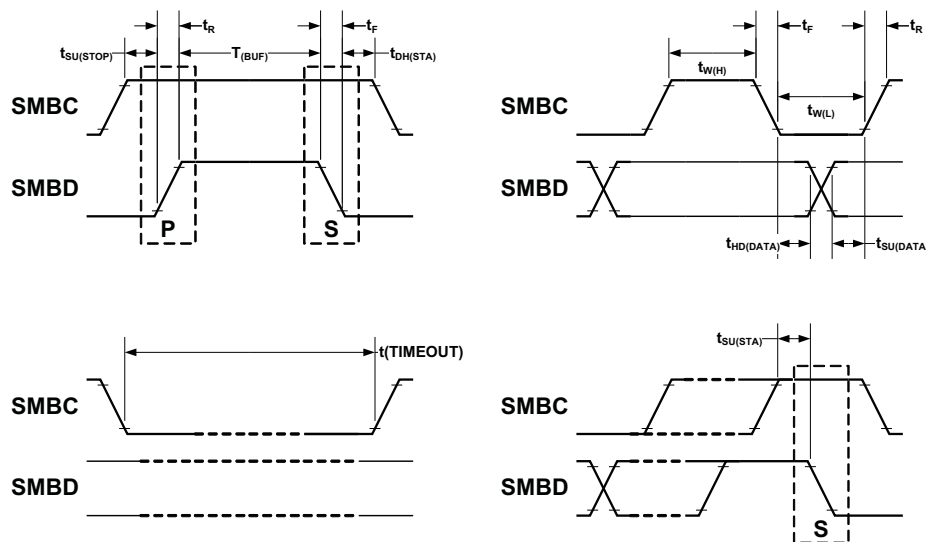 tR
tF
tSU(STOP)
T(BUF)
tDH(STA)
SMBC
SMBD
P
S
tF
tR
tW(H)
tW(L)
SMBC
SMBD
tHD(DATA)
tSU(DATA
t(TIMEOUT)
SMBC
SMBD
tSU(STA)
SMBC
SMBD
S